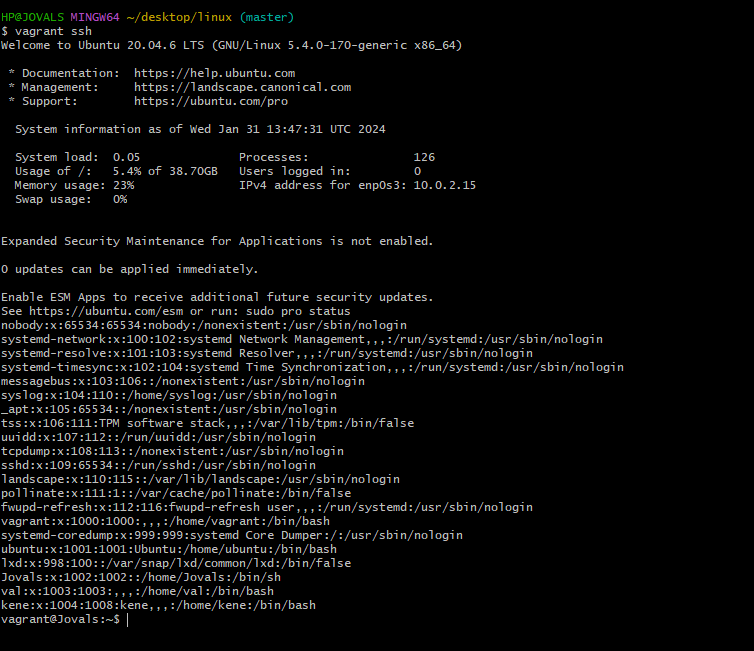 HP@JOVALS MINGW64 ~/desktop/linux (master)
$ vagrant ssh
Welcome to Ubuntu 20.04.6 LTS (GNU/Linux 5.4.0-170-generic x86_64)
 * Documentation:  https://help.ubuntu.com
 * Management:     https://landscape.canonical.com
 * Support:        https://ubuntu.com/pro
  System information as of Wed Jan 31 13:47:31 UTC 2024
  System load:  0.05              Processes:               126
  Usage of /:   5.4% of 38.70GB   Users logged in:         0
  Memory usage: 23%               IPv4 address for enp0s3: 10.0.2.15
  Swap usage:   0%
Expanded Security Maintenance for Applications is not enabled.
0 updates can be applied immediately.
Enable ESM Apps to receive additional future security updates.
See https://ubuntu.com/esm or run: sudo pro status
nobody:x:65534:65534:nobody:/nonexistent:/usr/sbin/nologin
systemd-network:x:100:102:systemd Network Management,,,:/run/systemd:/usr/sbin/nologin
systemd-resolve:x:101:103:systemd Resolver,,,:/run/systemd:/usr/sbin/nologin
systemd-timesync:x:102:104:systemd Time Synchronization,,,:/run/systemd:/usr/sbin/nologin
messagebus:x:103:106::/nonexistent:/usr/sbin/nologin
syslog:x:104:110::/home/syslog:/usr/sbin/nologin
_apt:x:105:65534::/nonexistent:/usr/sbin/nologin
tss:x:106:111:TPM software stack,,,:/var/lib/tpm:/bin/false
uuidd:x:107:112::/run/uuidd:/usr/sbin/nologin
tcpdump:x:108:113::/nonexistent:/usr/sbin/nologin
sshd:x:109:65534::/run/sshd:/usr/sbin/nologin
landscape:x:110:115::/var/lib/landscape:/usr/sbin/nologin
pollinate:x:111:1::/var/cache/pollinate:/bin/false
fwupd-refresh:x:112:116:fwupd-refresh user,,,:/run/systemd:/usr/sbin/nologin
vagrant:x:1000:1000:,,,:/home/vagrant:/bin/bash
systemd-coredump:x:999:999:systemd Core Dumper:/:/usr/sbin/nologin
ubuntu:x:1001:1001:Ubuntu:/home/ubuntu:/bin/bash
lxd:x:998:100::/var/snap/lxd/common/lxd:/bin/false
Jovals:x:1002:1002::/home/Jovals:/bin/sh
val:x:1003:1003:,,,:/home/val:/bin/bash
kene:x:1004:1008:kene,,,:/home/kene:/bin/bash
vagrant@Jovals:~$